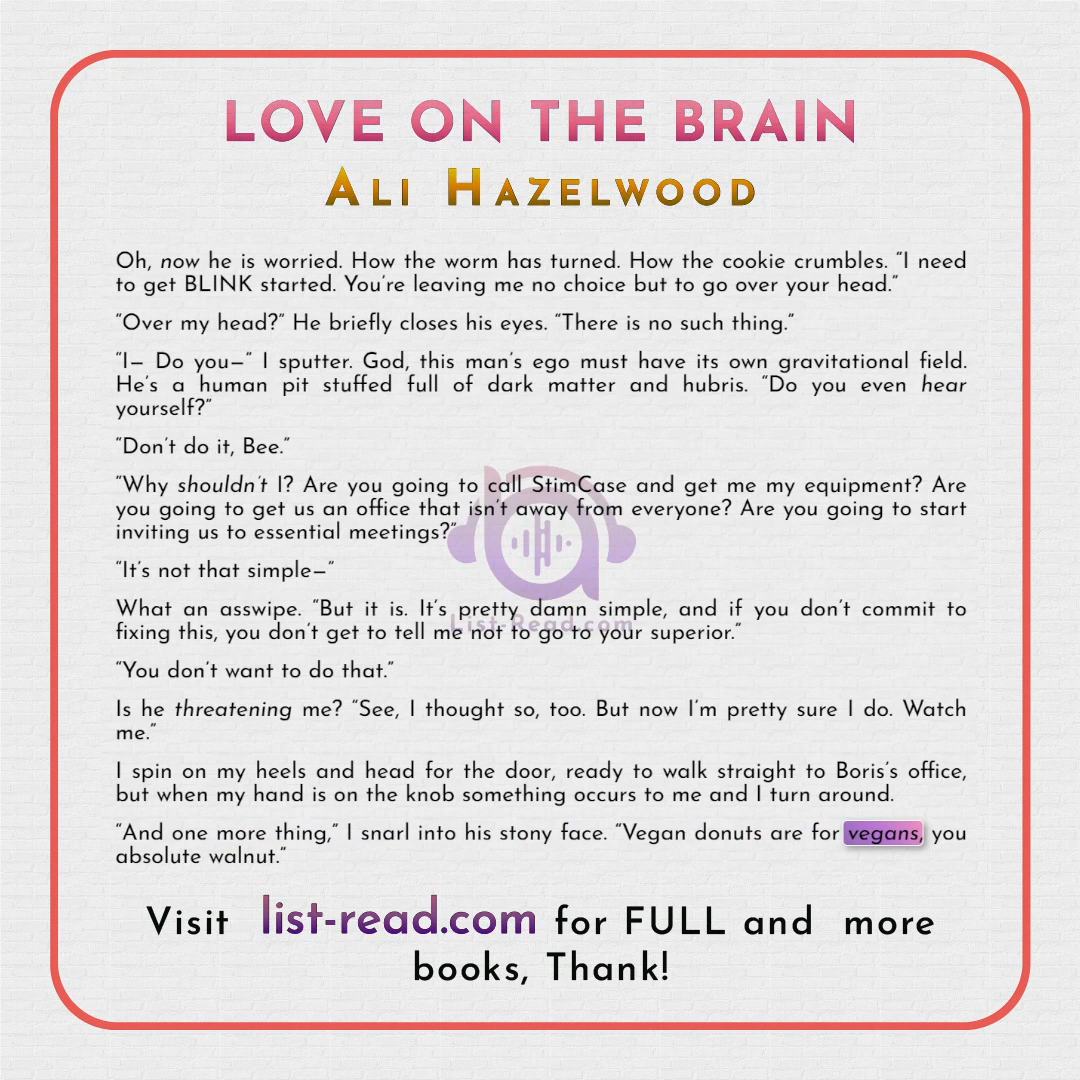 LOVE ON THE BRAIN
ALI HAZELWOOD
Oh, now he is worried. How the worm has turned. How the cookie crumbles. “I need
to get BLINK started. You’re leaving me no choice but to go over your head.”
“Over my head?” He briefly closes his eyes. “There is no such thing.”
“I— Do you—” I sputter. God, this man’s ego must have its own gravitational field.
He’s a human pit stuffed full of dark matter and hubris. “Do you even hear
yourself?”
“Don’t do it, Bee.”
“Why shouldn’t I? Are you going to call StimCase and get me my equipment? Are
you going to get us an office that isn’t away from everyone? Are you going to start
inviting us to essential meetings?”
“It’s not that simple—”
What an asswipe. “But it is. It’s pretty damn simple, and if you don’t commit to
fixing this, you don’t get to tell me not to go to your superior.”
List-Read.com
“You don’t want to do that.”
Is he threatening me? “See, I thought so, too. But now I’m pretty sure I do. Watch
me.”
I spin on my heels and head for the door, ready to walk straight to Boris’s office,
but when my hand is on the knob something occurs to me and I turn around.
“And one more thing,” I snarl into his stony face. “Vegan donuts are for vegans, you
absolute walnut.”
Visit list-read.com for FULL and more
books, Thank!